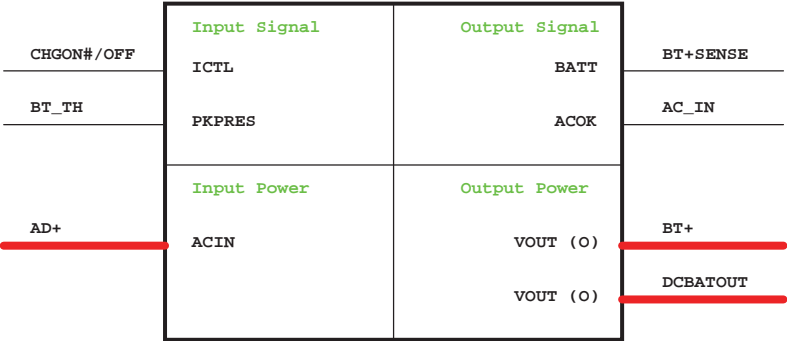 Input Signal Output Signal
CHGON#/OFF BT+SENSE
ICTL BATT
BT_TH AC_IN
PKPRES ACOK
Input Power Output Power
AD+ BT+
ACIN VOUT (O)
DCBATOUT
VOUT (O)